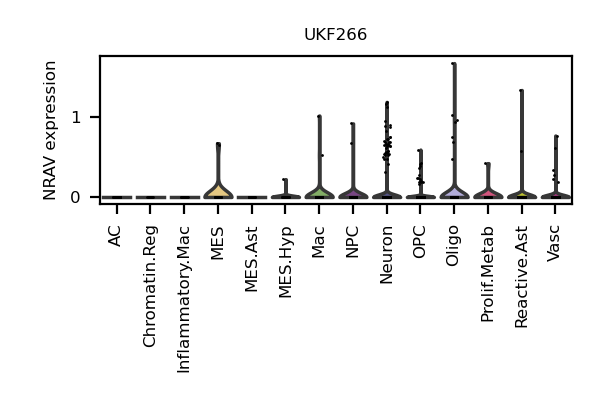 UKF266
NRAV expression
1
0
AC
Chromatin.Reg
Inflammatory.Mac
MES
MES.Ast
MES.Hyp
Mac
NPC
Neuron
OPC
Oligo
Prolif.Metab
Reactive.Ast
Vasc